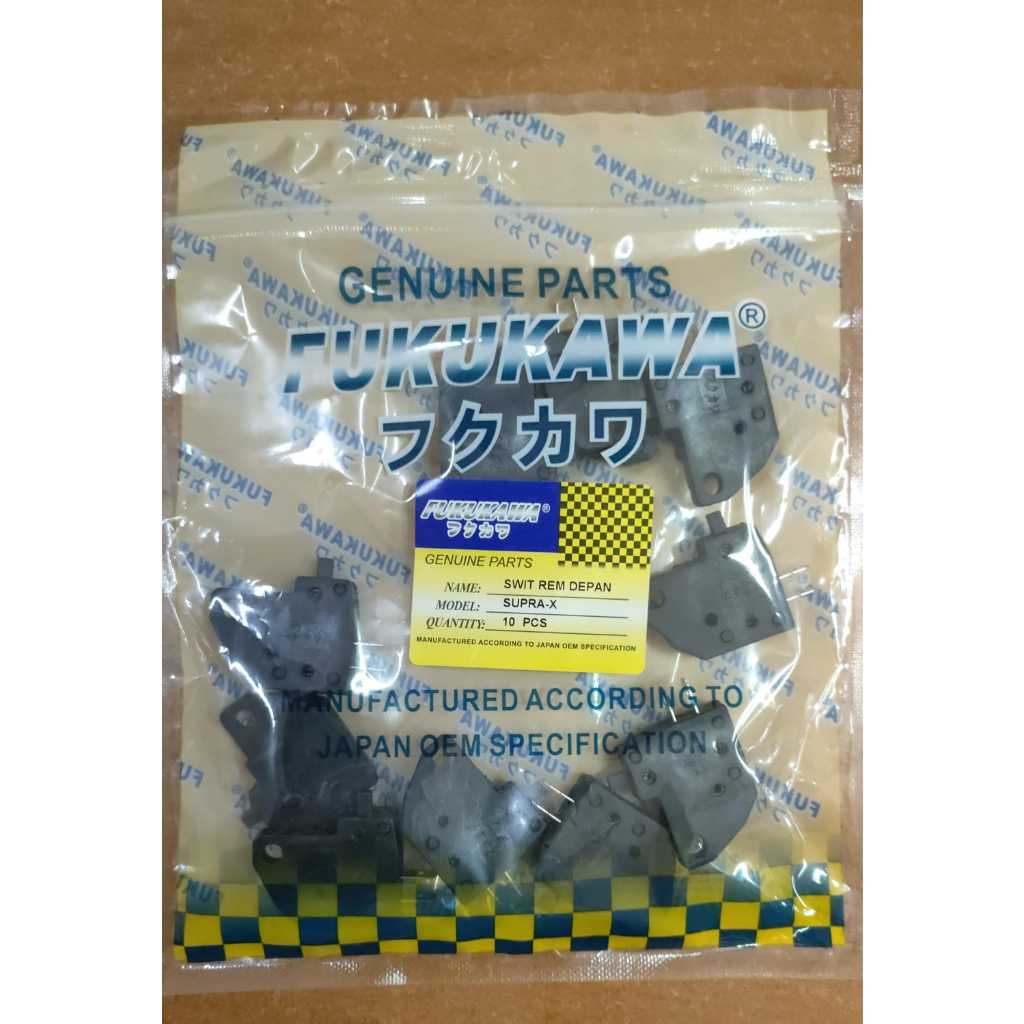 GENUINE PARTS
FUKUKAWA®
フクカワ
FUKUKAWA®
フクカワ
GENUINE PARTS
NAME: SWIT REM DEPAN
MODEL: SUPRA-X
QUANTITY: 10 PCS
MANUFACTURED ACCORDING TO JAPAN OEM SPECIFICATION
MANUFACTURED ACCORDING TO
JAPAN OEM SPECIFICATION